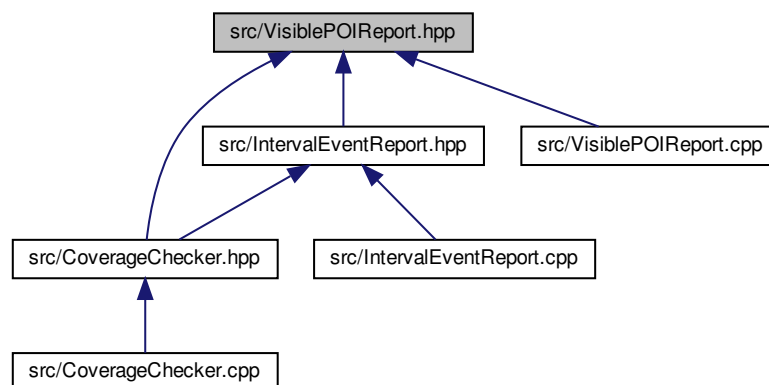 src/VisiblePOIReport.hpp
src/IntervalEventReport.hpp
src/VisiblePOIReport.cpp
src/CoverageChecker.hpp
src/IntervalEventReport.cpp
src/CoverageChecker.cpp